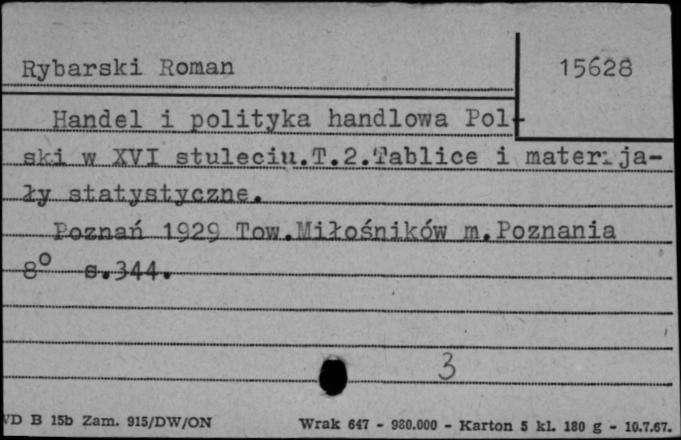 Rybarski Roman
15628
Handel i polityka handlowa Pol-
ski w XVI stuleciu.T.2.Tablice i materja-
ły statystyczne.
Poznań 1929 Tow.Miłośników m.Poznania
8° s.344.
3
VD B 15b Zam. 915/DW/ON
Wrak 647 - 980.000 - Karton 5 kl. 180 g - 10.7.67.